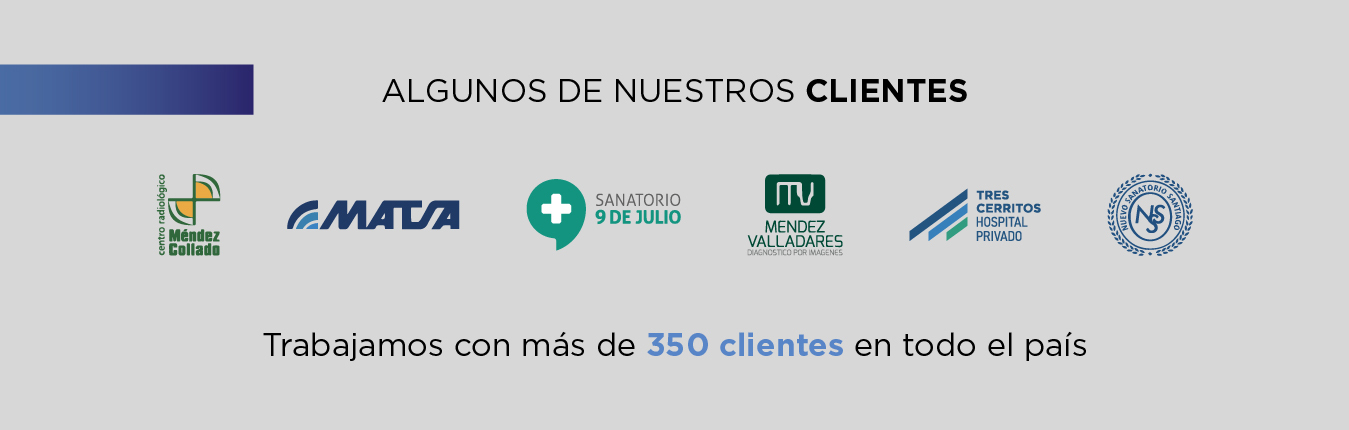 ALGUNOS DE NUESTROS CLIENTES
centro radiológico
Méndez
Collado
MATSA
SANATORIO
9 DE JULIO
MV
MENDEZ
VALLADARES
DIAGNOSTICO POR IMAGENES
TRES
CERRITOS
HOSPITAL
PRIVADO
NUEVO SANATORIO SANTIAGO
NSS
Trabajamos con más de 350 clientes en todo el país